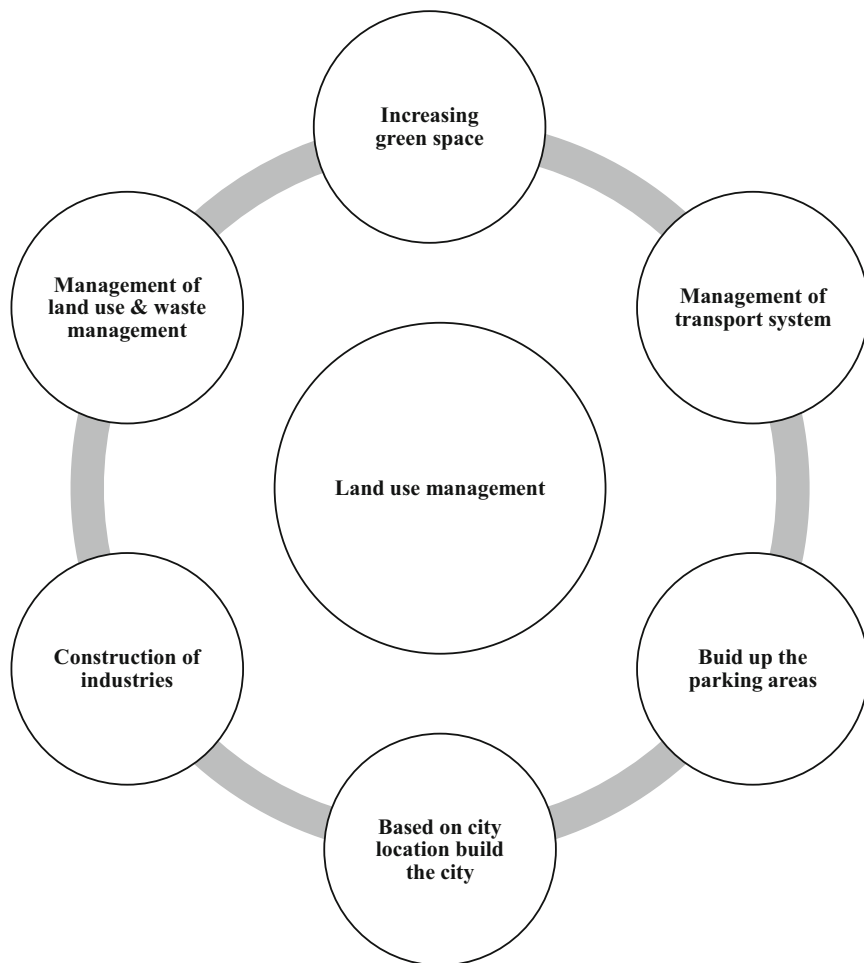 Increasing
green space
Management of
transport system
Buid up the
parking areas
Based on city
location build
the city
Construction of
industries
Management of
land use & waste
management
Land use management